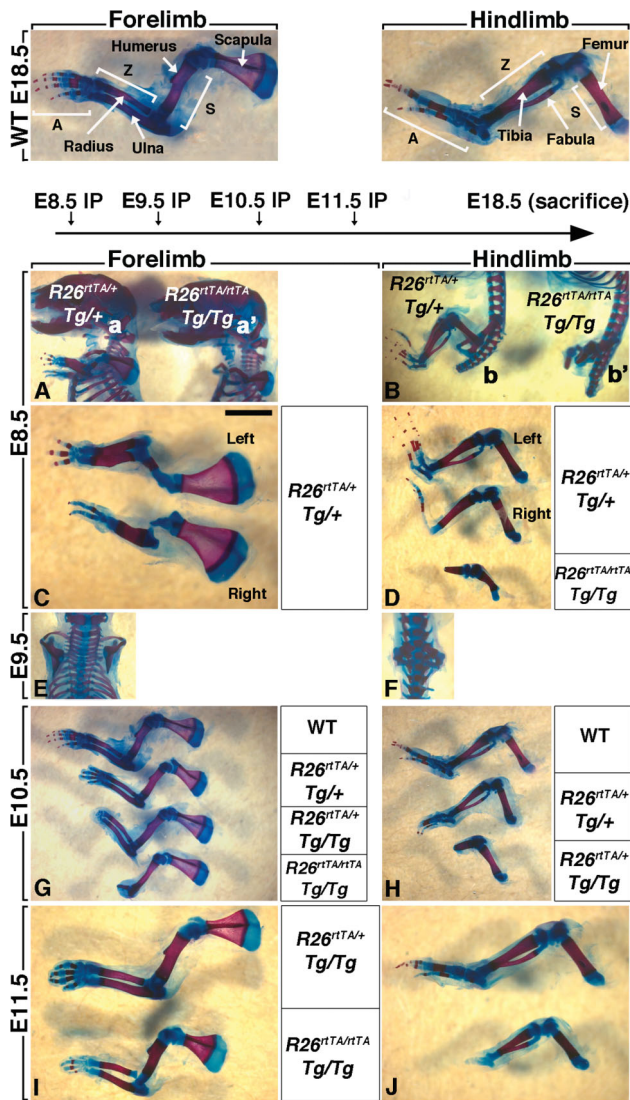 Forelimb
Hindlimb
WT E18.5
Humerus
Scapula
Z
S
A
Radius
Ulna
Femur
Z
S
A
Tibia
Fabula
E8.5 IP
E9.5 IP
E10.5 IP
E11.5 IP
E18.5 (sacrifice)
Forelimb
Hindlimb
E8.5
R26rtTA/+
Tg/+
a
R26rtTA/rtTA
Tg/Tg
a'
A
R26rtTA/+
Tg/+
b
R26rtTA/rtTA
Tg/Tg
b'
B
Left
Right
C
R26rtTA/+
Tg/+
Left
Right
D
R26rtTA/+
Tg/+
R26rtTA/rtTA
Tg/Tg
E9.5
E
F
E10.5
G
WT
R26rtTA/+
Tg/+
R26rtTA/+
Tg/Tg
R26rtTA/rtTA
Tg/Tg
H
WT
R26rtTA/+
Tg/+
R26rtTA/+
Tg/Tg
E11.5
I
R26rtTA/+
Tg/Tg
R26rtTA/rtTA
Tg/Tg
J